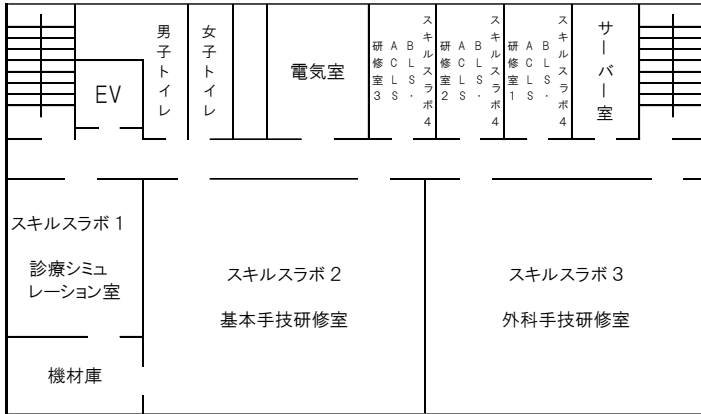 EV
男子トイレ
女子トイレ
電気室
スキルスラボ4
BLS・
ACLS
研修室3
スキルスラボ4
BLS・
ACLS
研修室2
スキルスラボ4
BLS・
ACLS
研修室1
サーバー室
スキルスラボ1
診療シミュ
レーション室
スキルスラボ2
基本手技研修室
スキルスラボ3
外科手技研修室
機材庫